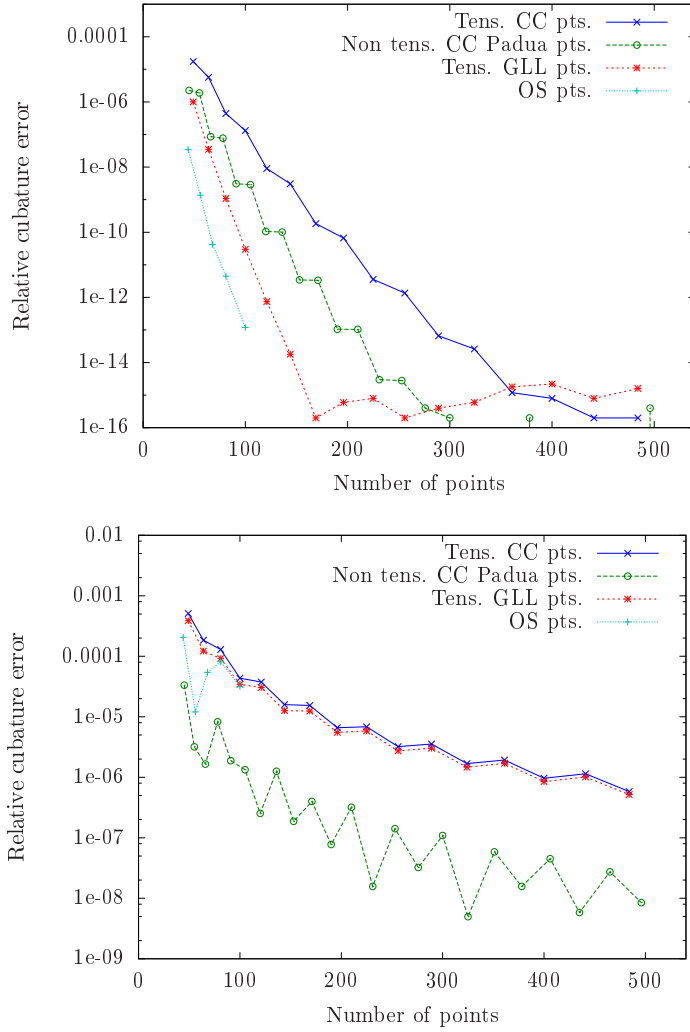 Relative cubature error
0.0001
1e-06
1e-08
1e-10
1e-12
1e-14
1e-16
0
100
200
300
400
500
Number of points
Tens. CC pts.
Non tens. CC Padua pts.
Tens. GLL pts.
OS pts.
Relative cubature error
0.01
0.001
0.0001
1e-05
1e-06
1e-07
1e-08
1e-09
0
100
200
300
400
500
Number of points
Tens. CC pts.
Non tens. CC Padua pts.
Tens. GLL pts.
OS pts.